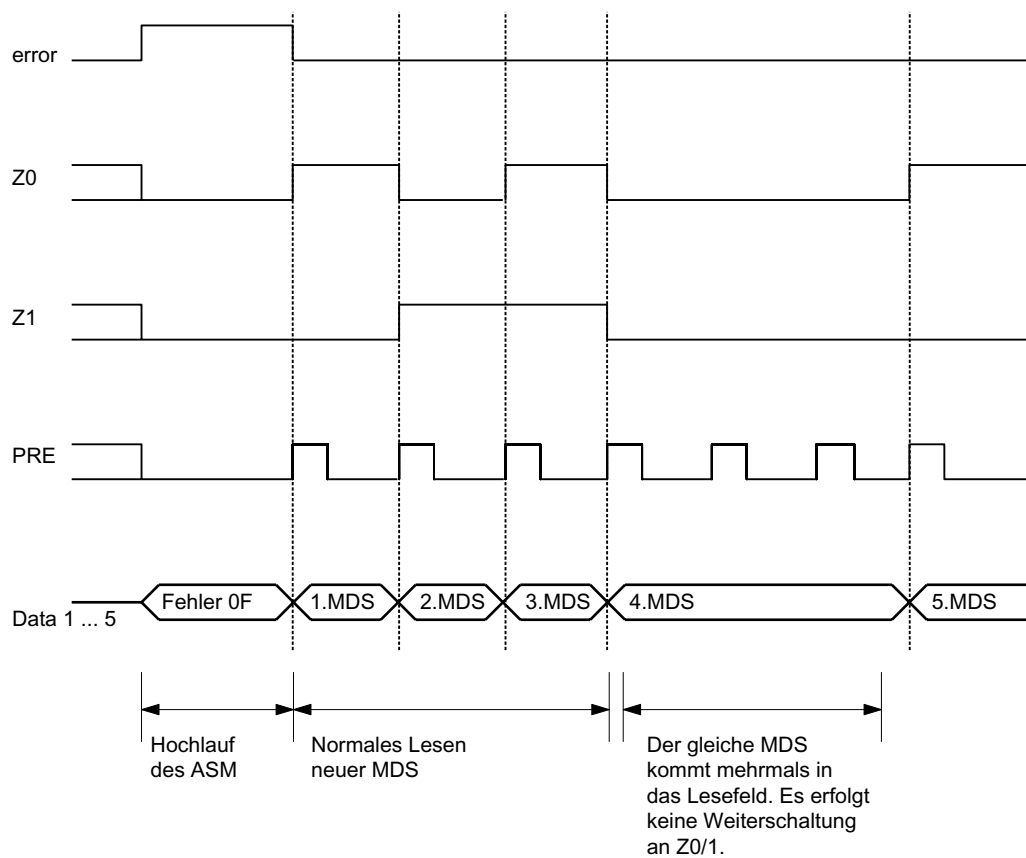 error
Z0
Z1
PRE
Data 1 ... 5
Fehler 0F
1.MDS
2.MDS
3.MDS
4.MDS
5.MDS
Hochlauf
des ASM
Normales Lesen
neuer MDS
Der gleiche MDS
kommt mehrmals in
das Lesefeld. Es erfolgt
keine Weiterschaltung
an Z0/1.